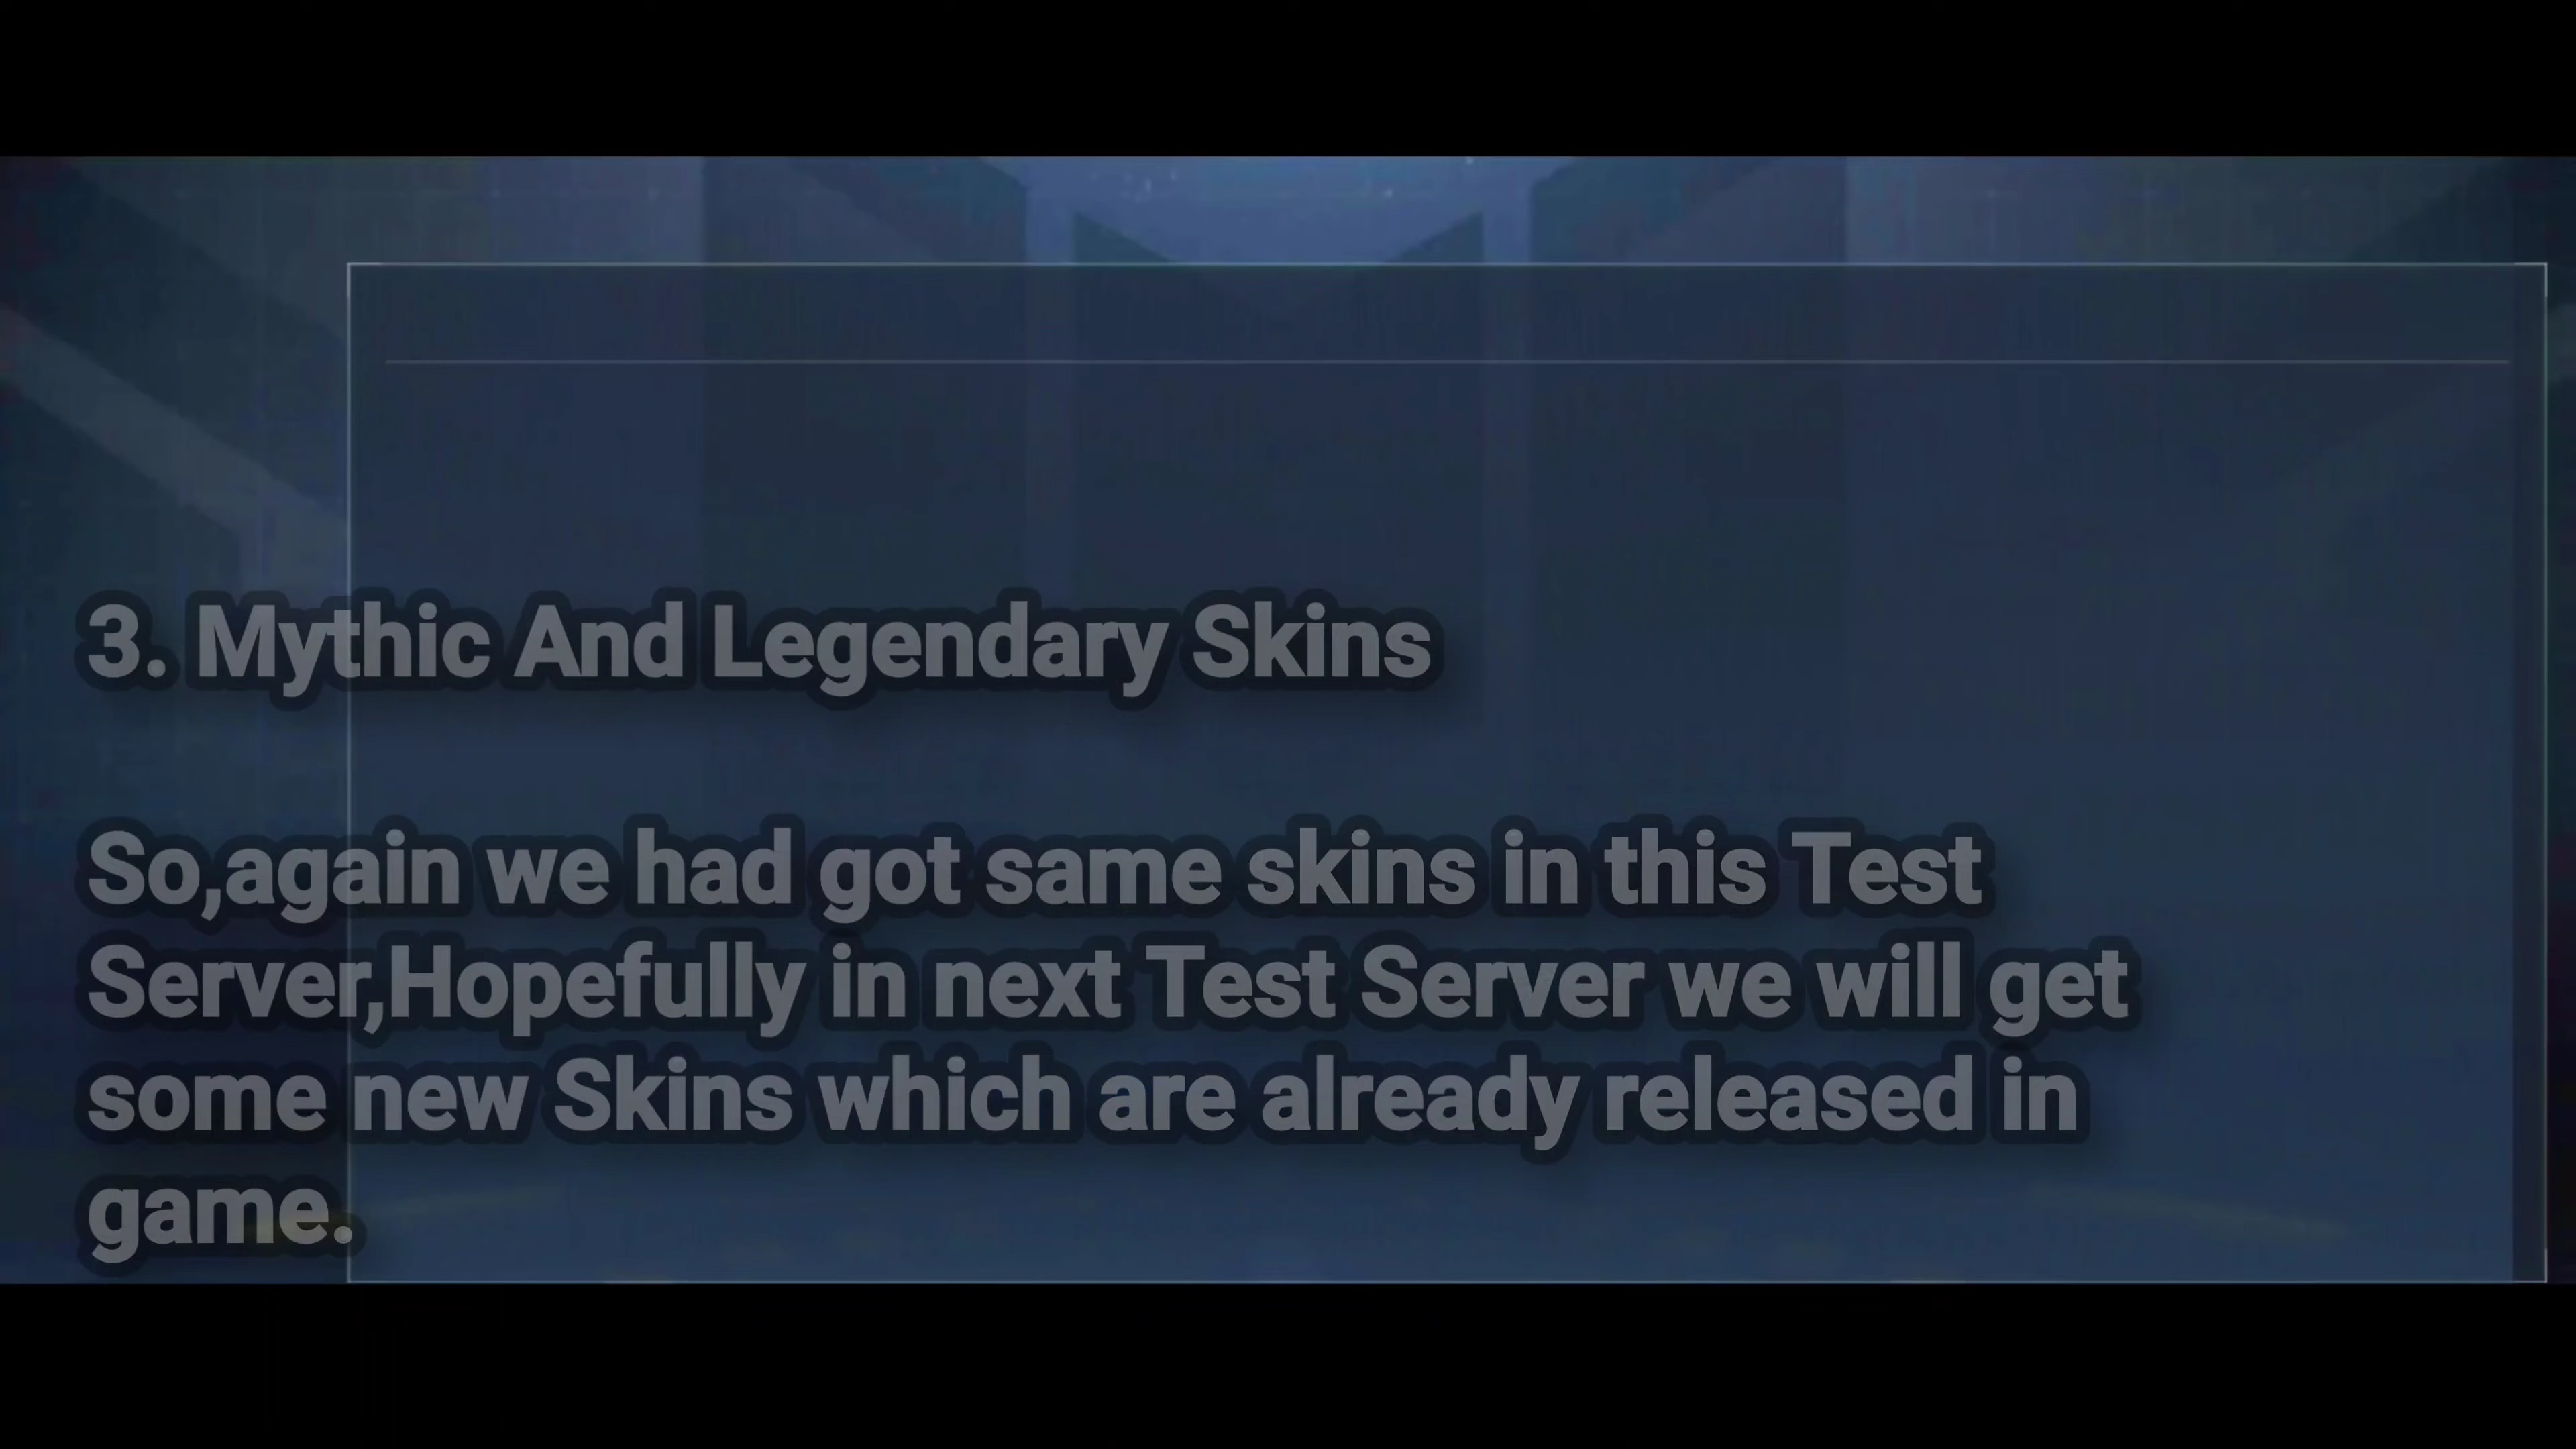 3. Mythic And Legendary Skins
So,again we had got same skins in this Test
Server,Hopefully in next Test Server we will get
some new Skins which are already released in
game.